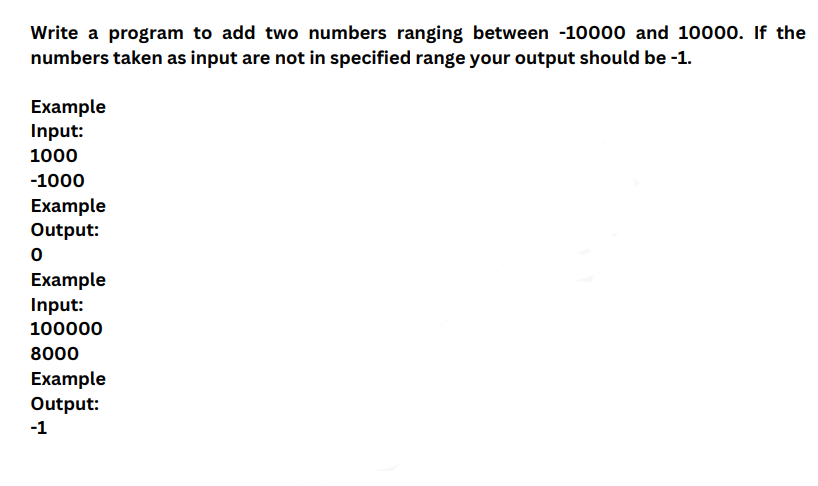 Write a program to add two numbers ranging between -10000 and 10000. If the
numbers taken as input are not in specified range your output should be -1.
Example
Input:
1000
-1000
Example
Output:
0
Example
Input:
100000
8000
Example
Output:
-1